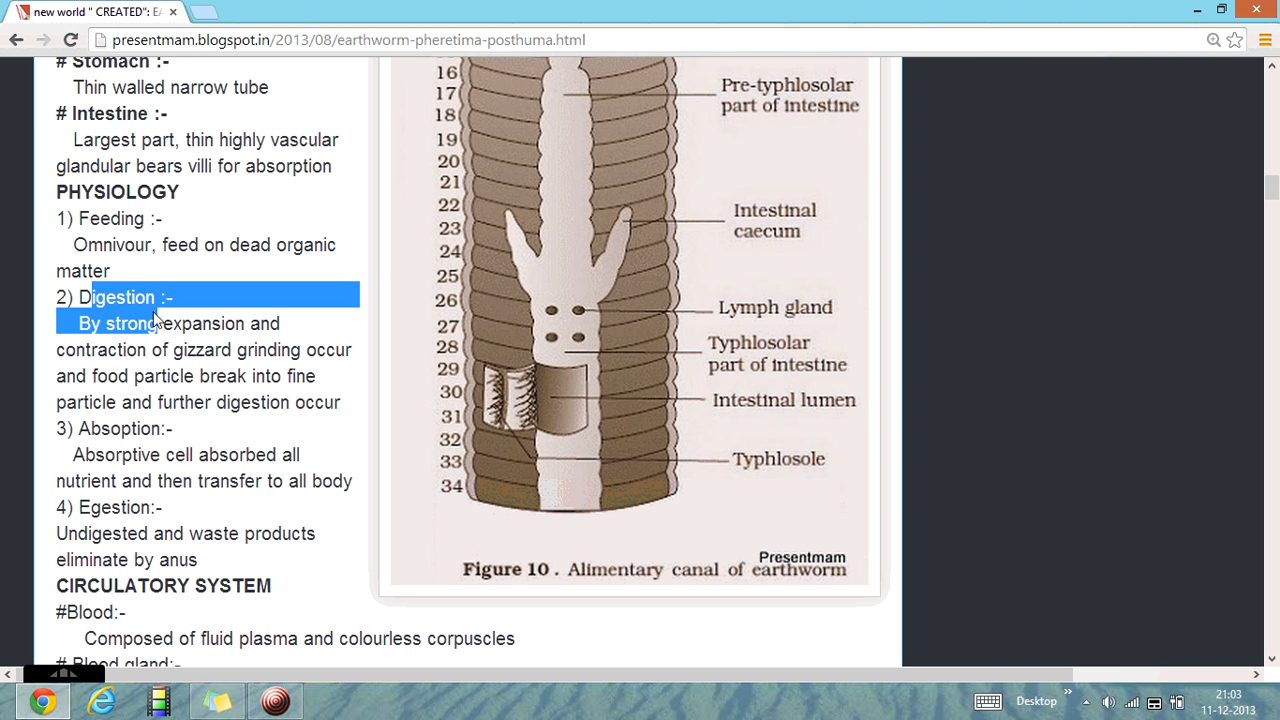 new world " CREATED": EA
presentmam.blogspot.in/2013/08/earthworm-pheretima-posthuma.html
# Stomach :-
Thin walled narrow tube
# Intestine :-
Largest part, thin highly vascular
glandular bears villi for absorption
PHYSIOLOGY
1) Feeding :-
Omnivour, feed on dead organic
matter
2) Digestion :-
By strong expansion and
contraction of gizzard grinding occur
and food particle break into fine
particle and further digestion occur
3) Absoption:-
Absorptive cell absorbed all
nutrient and then transfer to all body
4) Egestion:-
Undigested and waste products
eliminate by anus
CIRCULATORY SYSTEM
#Blood:-
Composed of fluid plasma and colourless corpuscles
# Blood gland:-
16
17
18
19
20
21
22
23
24
25
26
27
28
29
30
31
32
33
34
Pre-typhlosolar
part of intestine
Intestinal
caecum
Lymph gland
Typhlosolar
part of intestine
Intestinal lumen
Typhlosole
Presentmam
Figure 10 . Alimentary canal of earthworm
Desktop
21:03
11-12-2013